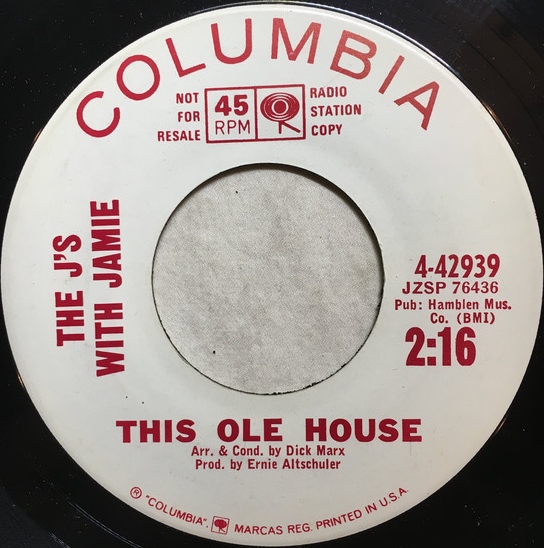 COLUMBIA
NOT
FOR
RESALE
45
RPM
RADIO
STATION
COPY
THE J'S
WITH JAMIE
4-42939
JZSP 76436
Pub: Hamblen Mus.
Co. (BMI)
2:16
THIS OLE HOUSE
Arr. & Cond. by Dick Marx
Prod. by Ernie Altschuler
® "COLUMBIA", MARCAS REG. PRINTED IN U.S.A.